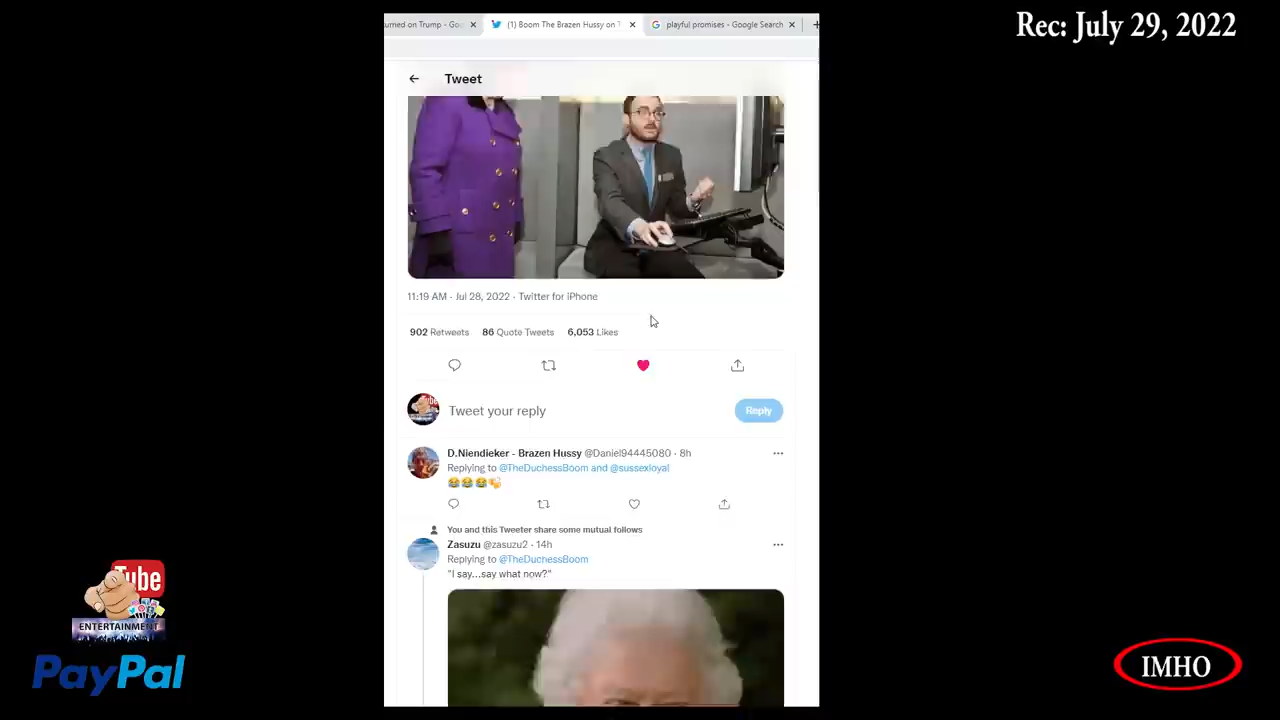 Rec: July 29, 2022
urned on Trump - Goo
(1) Boom The Brazen Hussy on T
playful promises - Google Search
Tweet
11:19 AM · Jul 28, 2022 · Twitter for iPhone
902 Retweets 86 Quote Tweets 6,053 Likes
Tweet your reply
Reply
D.Niendieker - Brazen Hussy @Daniel94445080 · 8h
Replying to @TheDuchessBoom and @sussexloyal
😂😂😂👏
You and this Tweeter share some mutual follows
Zasuzu @zasuzu2 · 14h
Replying to @TheDuchessBoom
"I say...say what now?"
Tube
ENTERTAINMENT
PayPal
IMHO